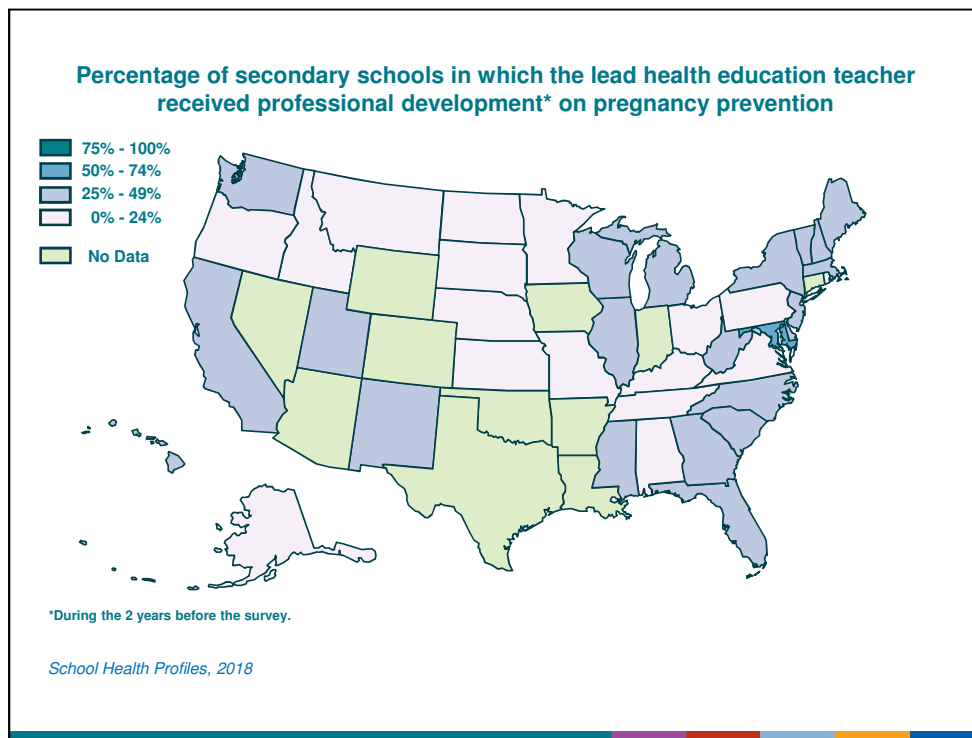 Percentage of secondary schools in which the lead health education teacher
received professional development* on pregnancy prevention
75% - 100%
50% - 74%
25% - 49%
0% - 24%
No Data
*During the 2 years before the survey.
School Health Profiles, 2018